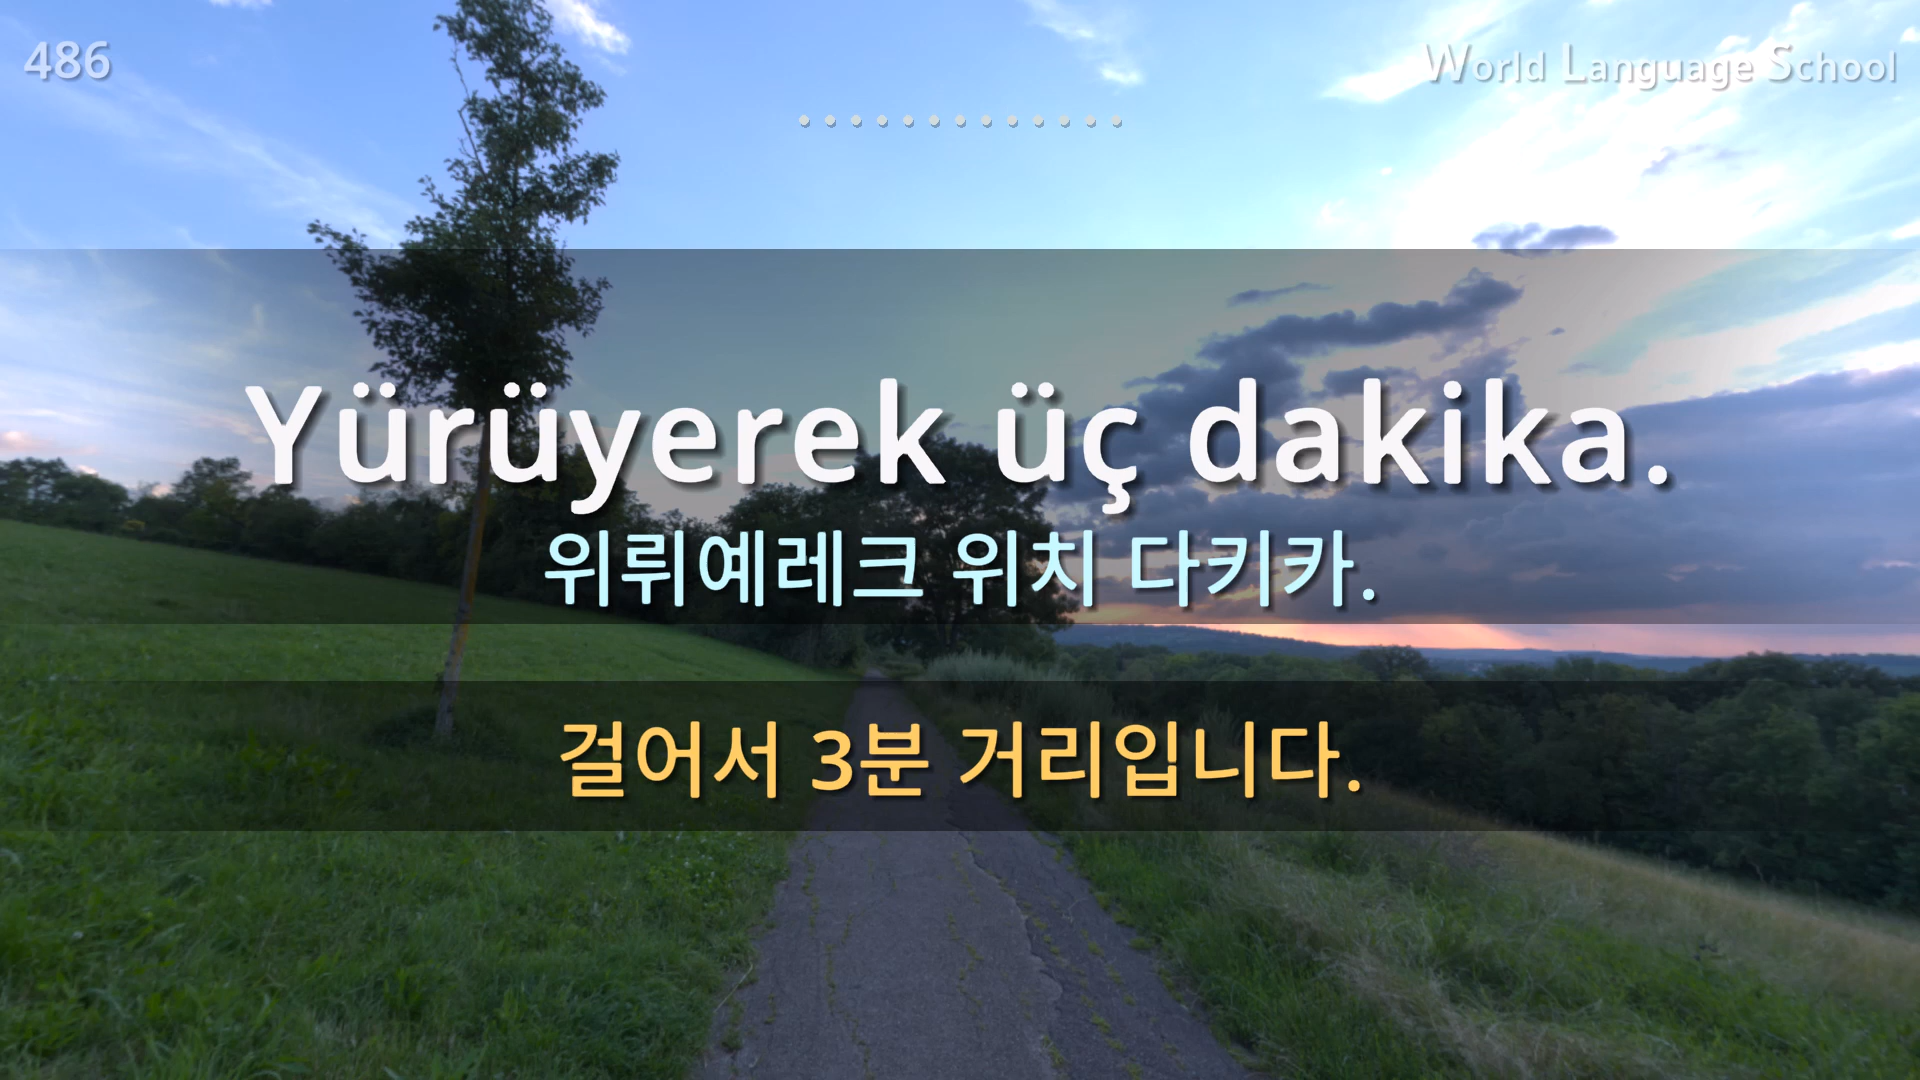 486
World Language School
Yürüyerek üç dakika.
위뤼예레크 위치 다키카.
걸어서 3분 거리입니다.